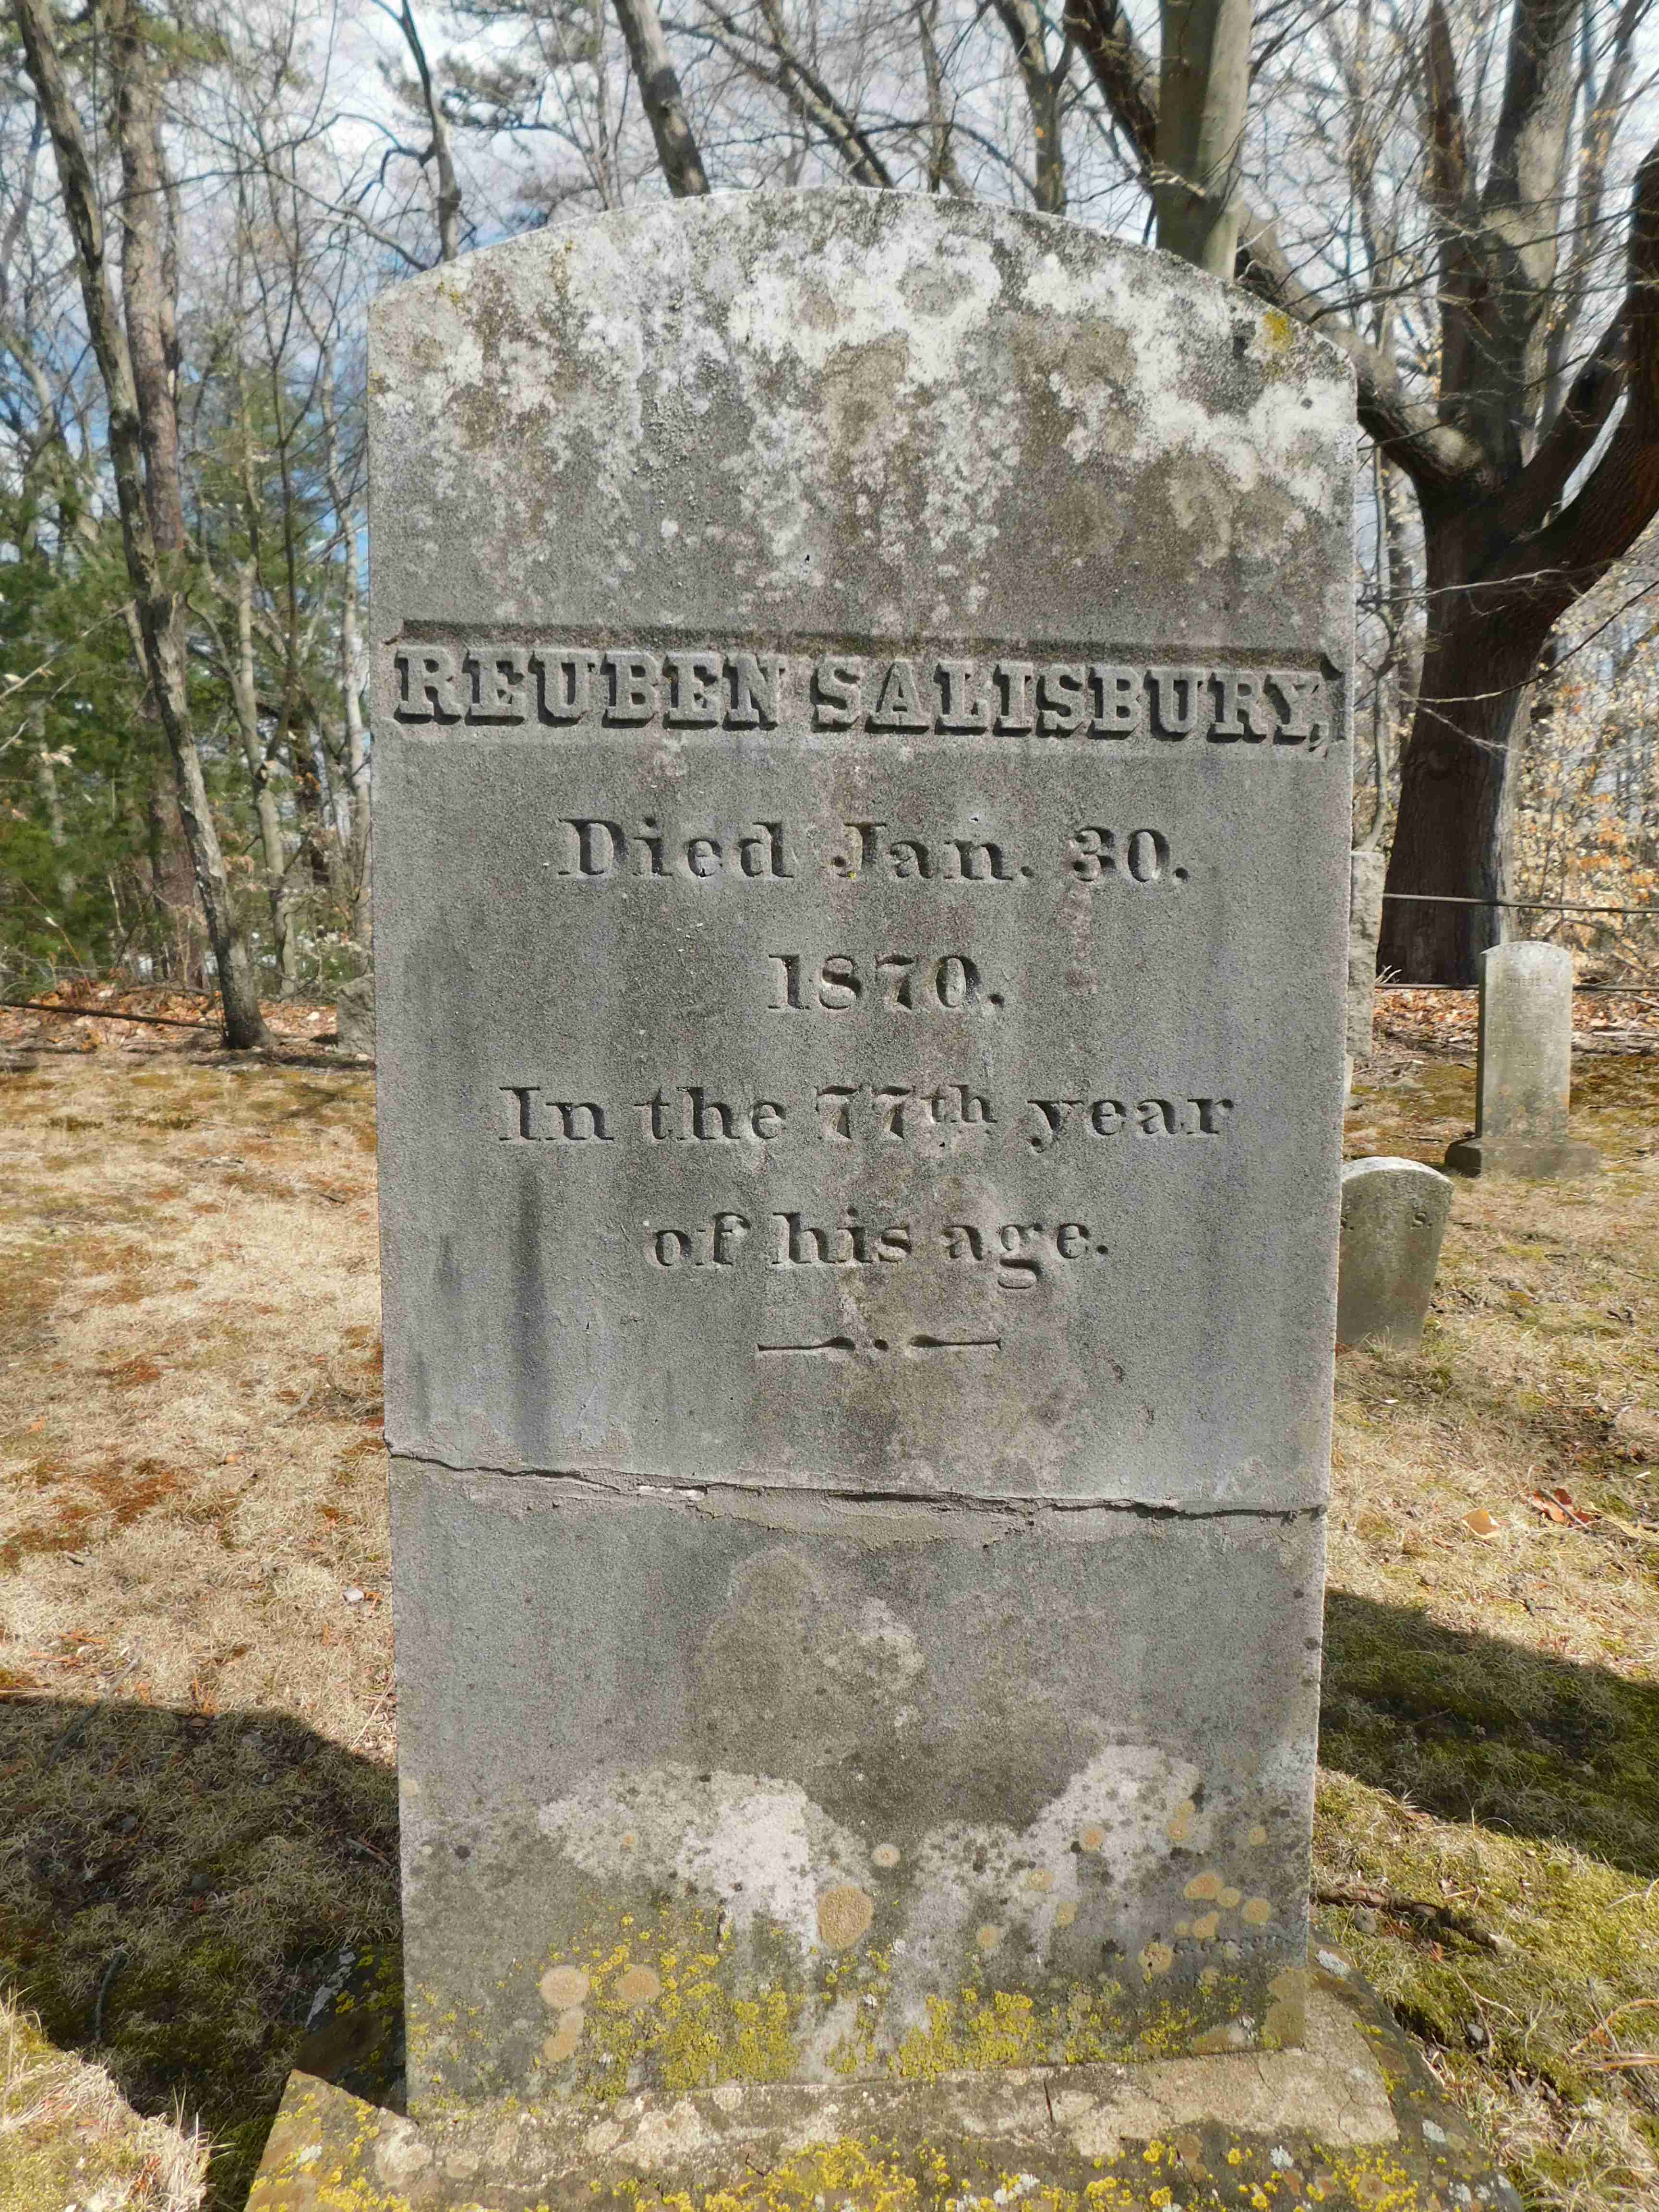 REUBEN SALISBURY,
Died Jan. 30.
1870.
In the 77th year
of his age.
S.